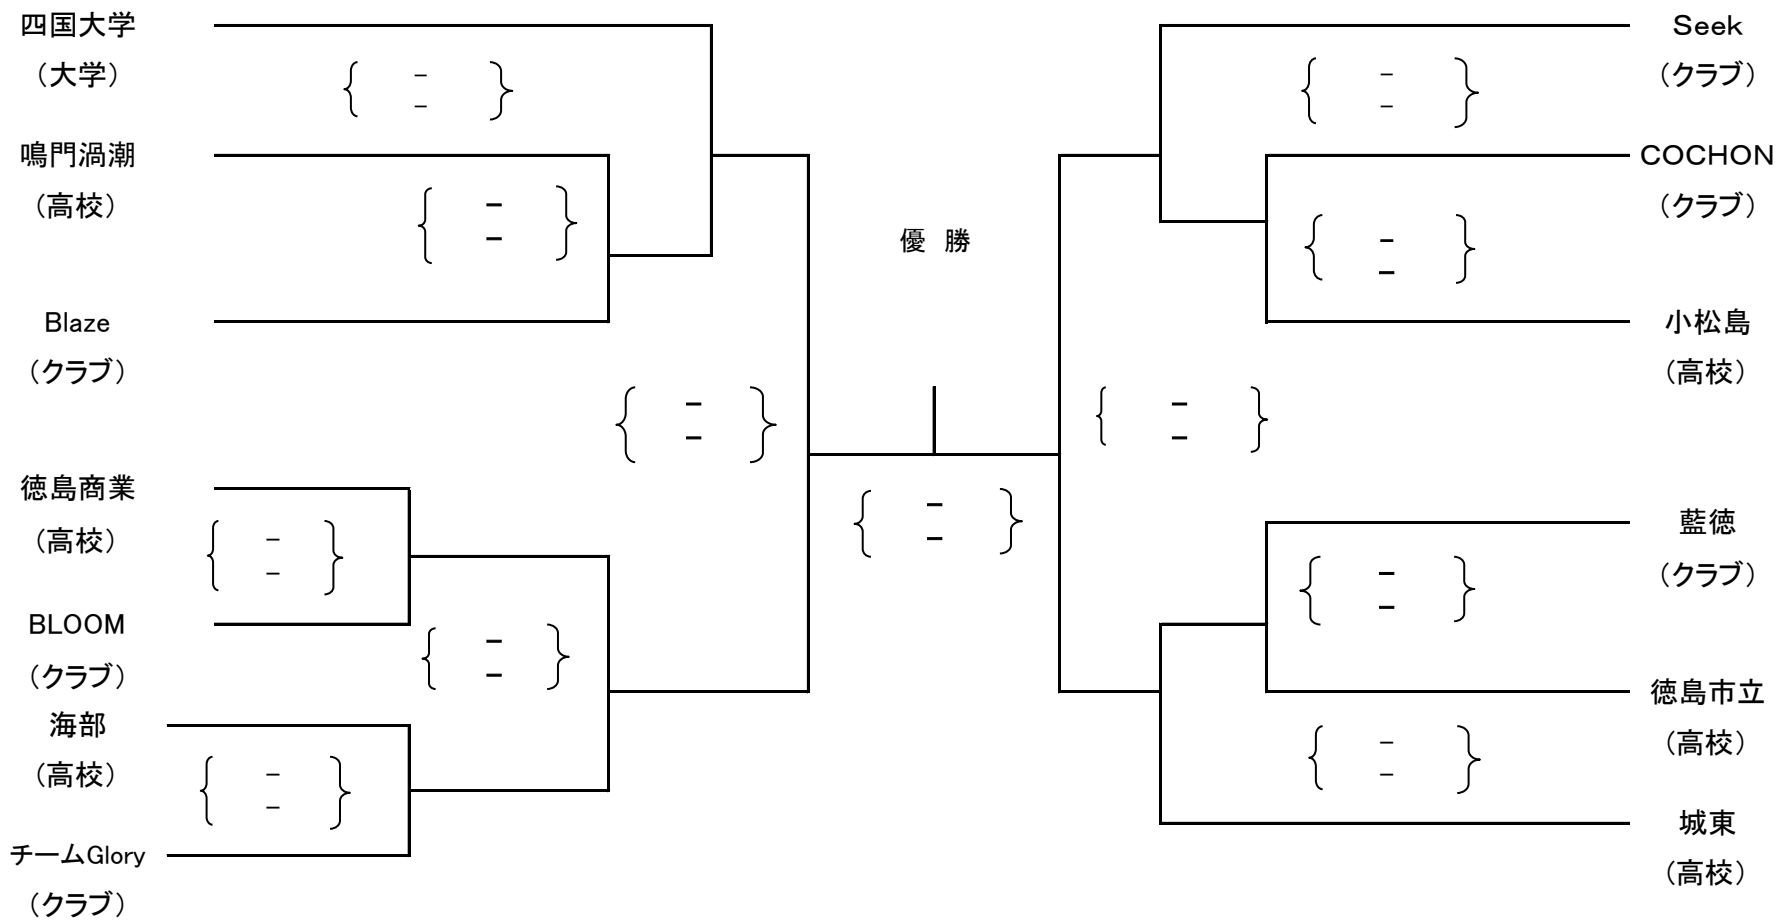 四国大学
（大学）
{ - }
{ - }
鳴門渦潮
（高校）
{ - }
{ - }
Blaze
（クラブ）
{ - }
{ - }
徳島商業
（高校）
{ - }
{ - }
BLOOM
（クラブ）
{ - }
{ - }
海部
（高校）
{ - }
{ - }
チームGlory
（クラブ）
優 勝
{ - }
{ - }
Seek
（クラブ）
{ - }
{ - }
COCHON
（クラブ）
{ - }
{ - }
小松島
（高校）
{ - }
{ - }
藍徳
（クラブ）
{ - }
{ - }
徳島市立
（高校）
{ - }
{ - }
城東
（高校）